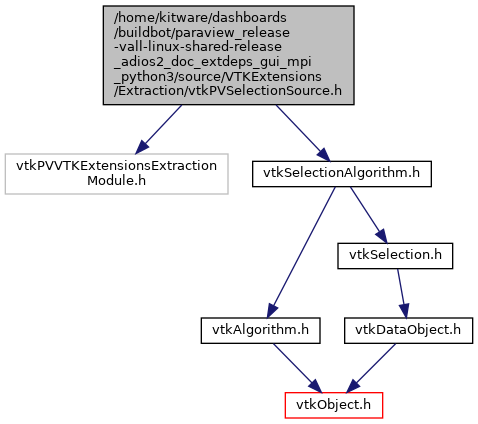 /home/kitware/dashboards
/buildbot/paraview_release
-vall-linux-shared-release
_adios2_doc_extdeps_gui_mpi
_python3/source/VTKExtensions
/Extraction/vtkPVSelectionSource.h
vtkPVVTKExtensionsExtraction
Module.h
vtkSelectionAlgorithm.h
vtkSelection.h
vtkAlgorithm.h
vtkDataObject.h
vtkObject.h